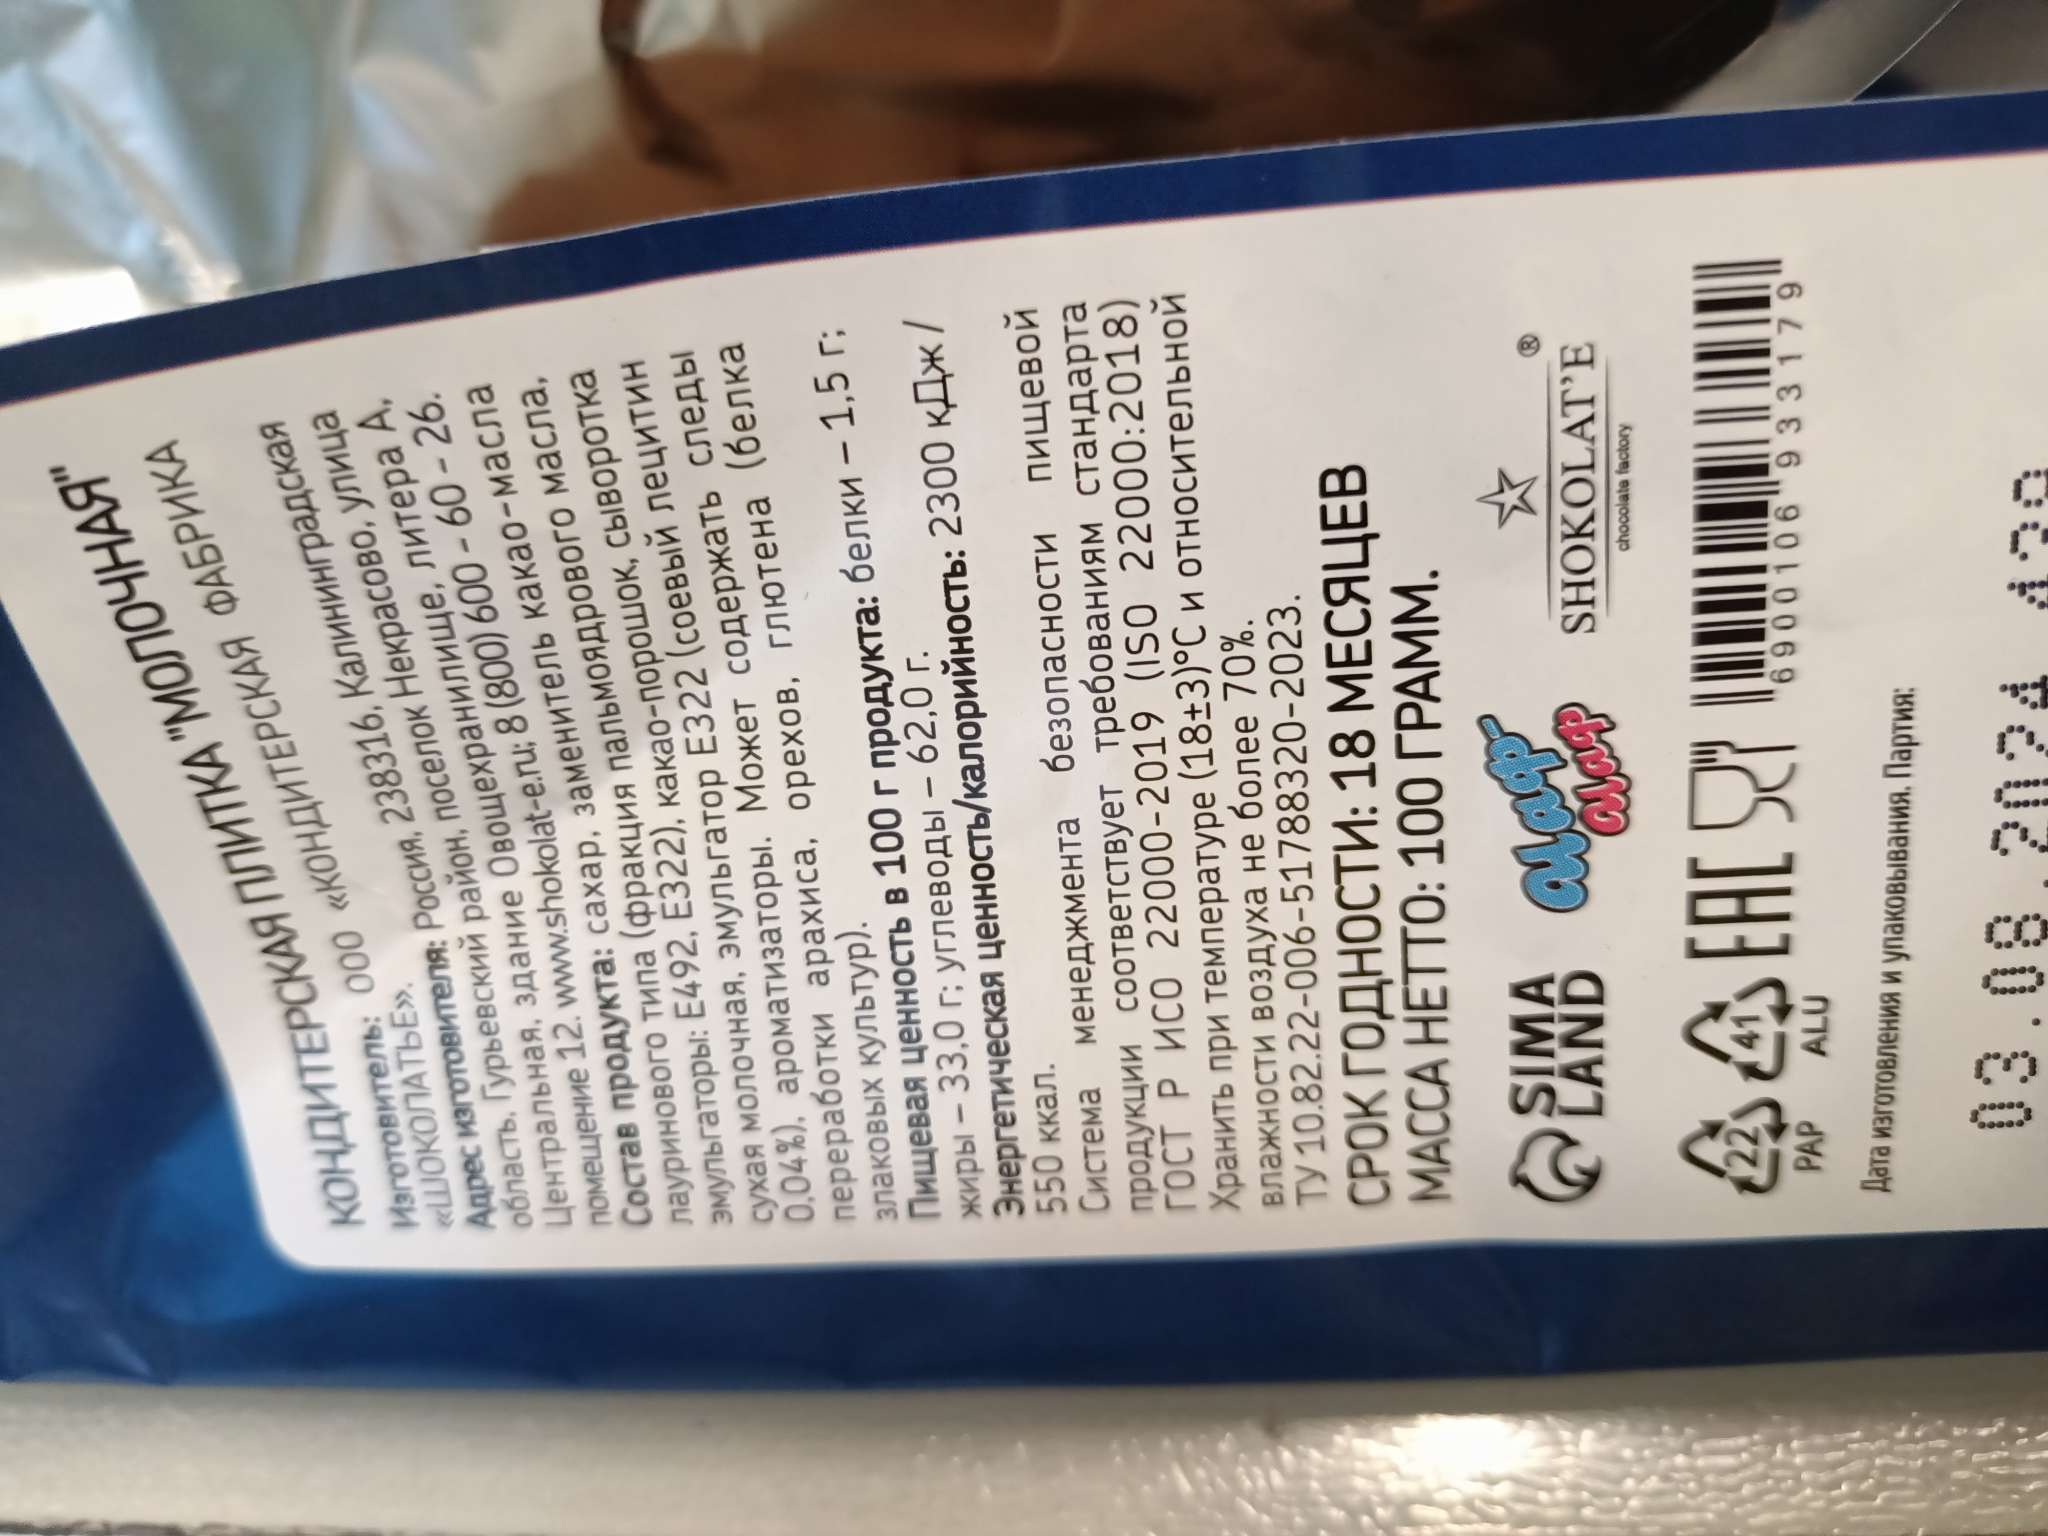 КОНДИТЕРСКАЯ ПЛИТКА "МОЛОЧНАЯ"
Изготовитель: ООО «КОНДИТЕРСКАЯ ФАБРИКА
«ШОКОЛАТЬЕ».
Адрес изготовителя: Россия, 238316, Калининградская
область, Гурьевский район, поселок Некрасово, улица
Центральная, здание Овощехранилище, литера А,
помещение 12. www.shokolat-e.ru; 8 (800) 600 - 60 - 26.
Состав продукта: сахар, заменитель какао-масла
лауринового типа (фракция пальмоядрового масла,
эмульгаторы: Е492, Е322), какао-порошок, сыворотка
сухая молочная, эмульгатор Е322 (соевый лецитин
0,04%), ароматизаторы. Может содержать следы
переработки арахиса, орехов, глютена (белка
злаковых культур).
Пищевая ценность в 100 г продукта: белки – 1,5 г;
жиры – 33,0 г; углеводы – 62,0 г.
Энергетическая ценность/калорийность: 2300 кДж /
550 ккал.
Система менеджмента безопасности пищевой
продукции соответствует требованиям стандарта
ГОСТ Р ИСО 22000-2019 (ISO 22000:2018)
Хранить при температуре (18±3)°С и относительной
влажности воздуха не более 70%.
ТУ 10.82.22-006-51788320-2023.
СРОК ГОДНОСТИ: 18 МЕСЯЦЕВ
МАССА НЕТТО: 100 ГРАММ.
SIMA LAND
шар-
шар
SHOKOLAT'E ®
chocolate factory
22 PAP
41 ALU
EAC
6 900106 933179
Дата изготовления и упаковывания, Партия:
03.08.2024